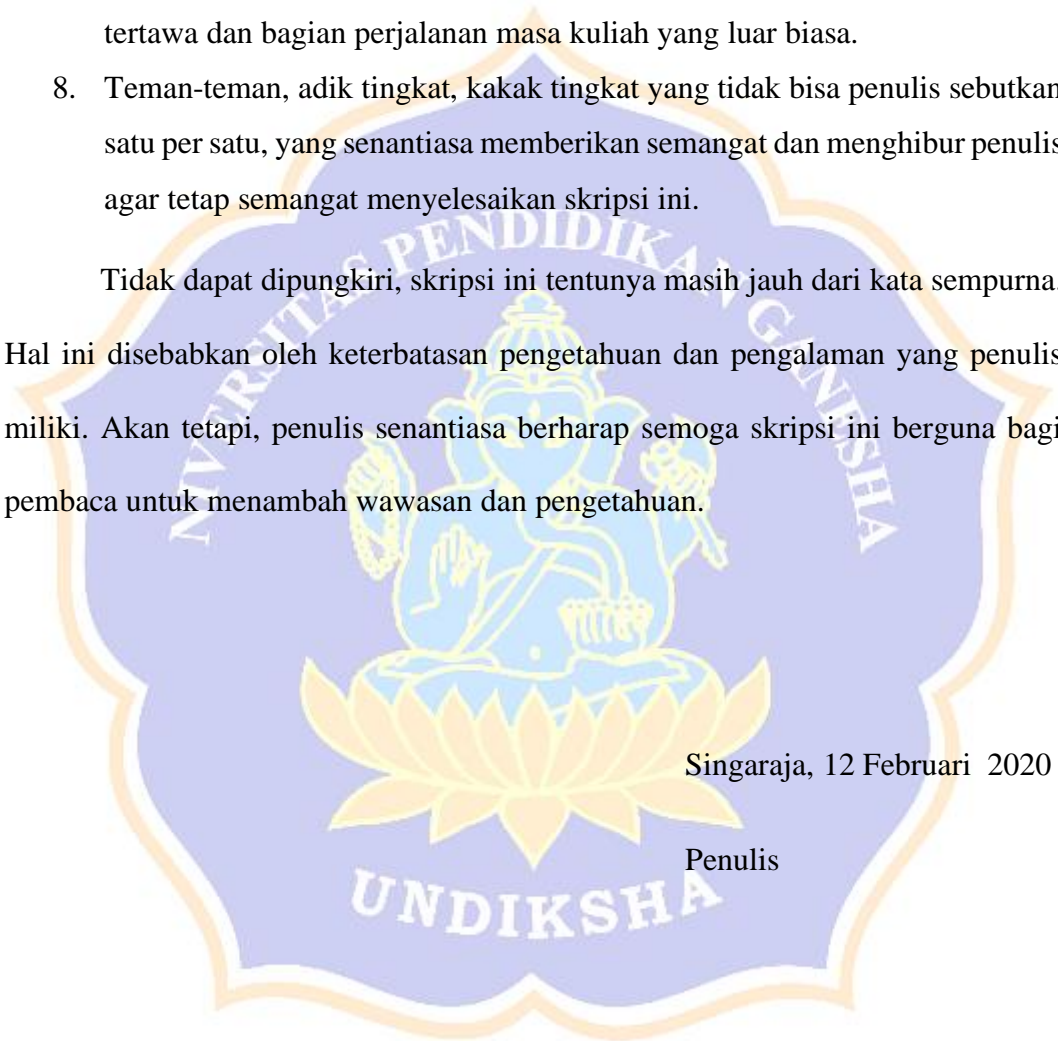 tertawa dan bagian perjalanan masa kuliah yang luar biasa.
8. Teman-teman, adik tingkat, kakak tingkat yang tidak bisa penulis sebutkan
satu per satu, yang senantiasa memberikan semangat dan menghibur penulis
agar tetap semangat menyelesaikan skripsi ini.
Tidak dapat dipungkiri, skripsi ini tentunya masih jauh dari kata sempurna.
Hal ini disebabkan oleh keterbatasan pengetahuan dan pengalaman yang penulis
miliki. Akan tetapi, penulis senantiasa berharap semoga skripsi ini berguna bagi
pembaca untuk menambah wawasan dan pengetahuan.
Singaraja, 12 Februari 2020
Penulis
NIVERSITAS PENDIDIKAN GANESHA
UNDIKSHA